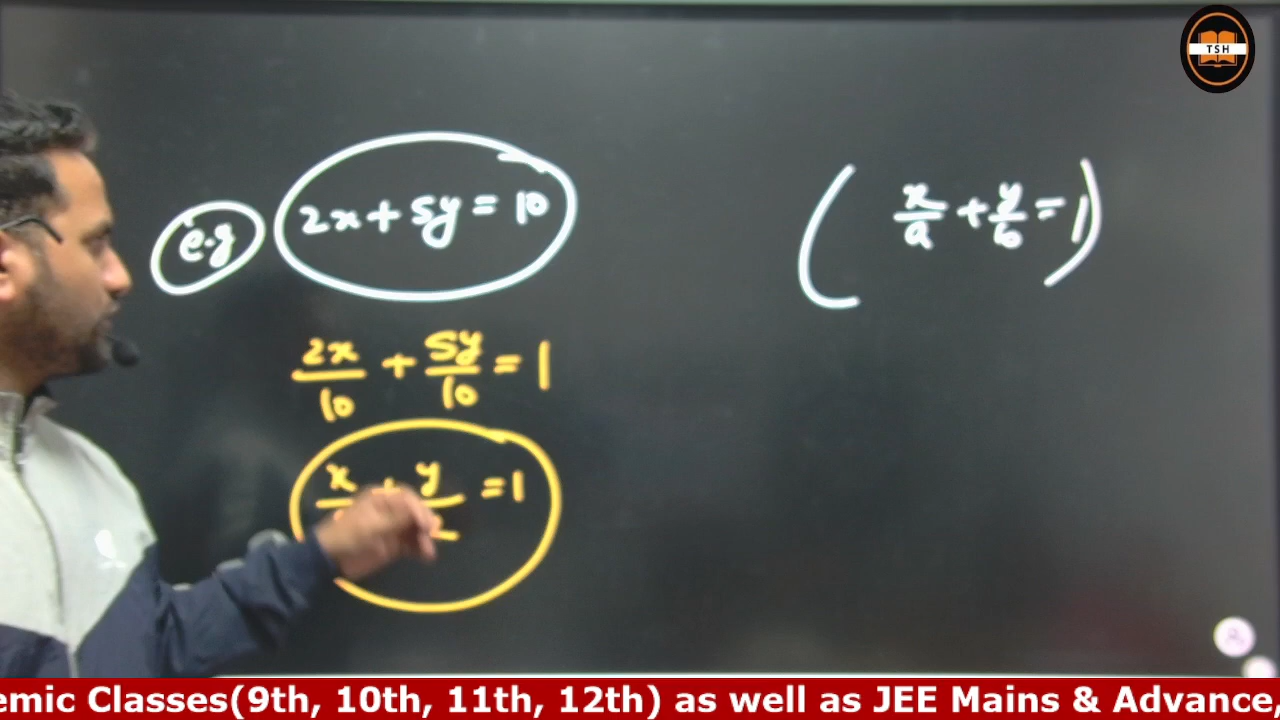 TSH
e.g 2x + 5y = 10
x/a + y/b = 1
2x/10 + 5y/10 = 1
x/ + y/ = 1
emic Classes(9th, 10th, 11th, 12th) as well as JEE Mains & Advance,